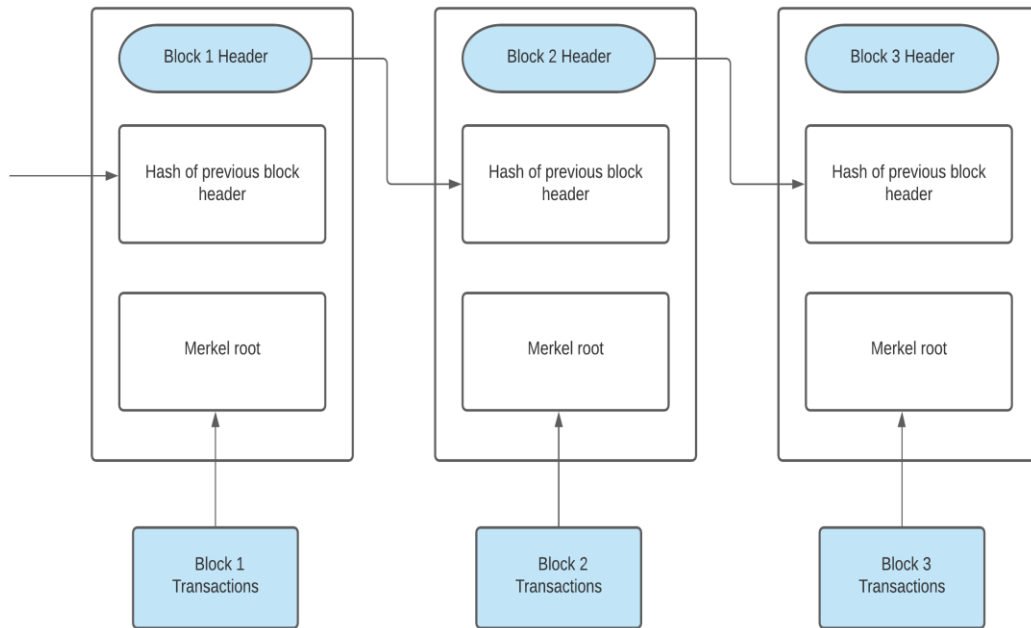 Block 1 Header
Block 2 Header
Block 3 Header
Hash of previous block
header
Hash of previous block
header
Hash of previous block
header
Merkel root
Merkel root
Merkel root
Block 1
Transactions
Block 2
Transactions
Block 3
Transactions